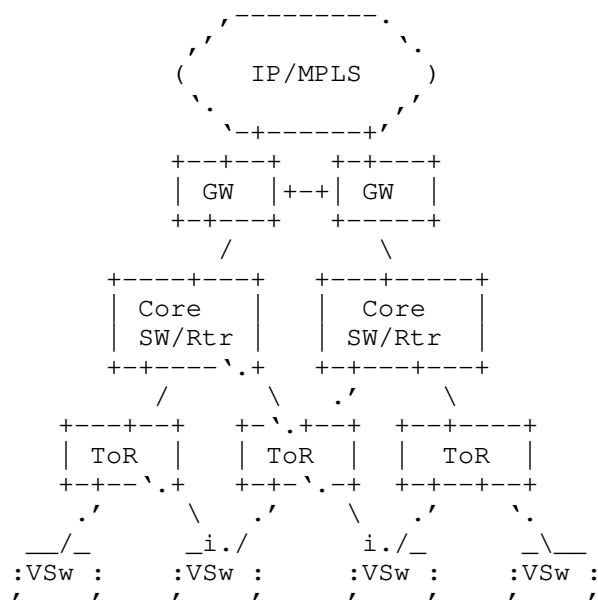 IP/MPLS
GW GW
Core Core
SW/Rtr SW/Rtr
ToR ToR ToR
:VSw : :VSw : :VSw : :VSw :